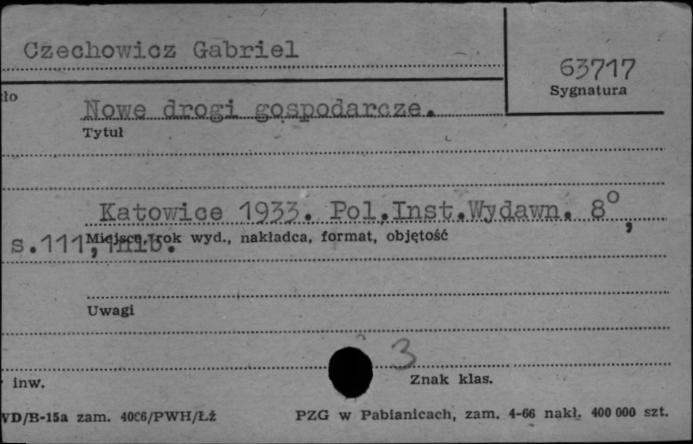 Czechowicz Gabriel
63717
Sygnatura
ło
Nowe drogi gospodarcze.
Tytuł
Katowice 1933. Pol.Inst.Wydawn. 8°,
Miejsce, rok wyd., nakładca, format, objętość
s.111,
Uwagi
3
inw.
Znak klas.
VD/B-15a zam. 4066/PWH/Łż
PZG w Pabianicach, zam. 4-66 nakł. 400 000 szt.